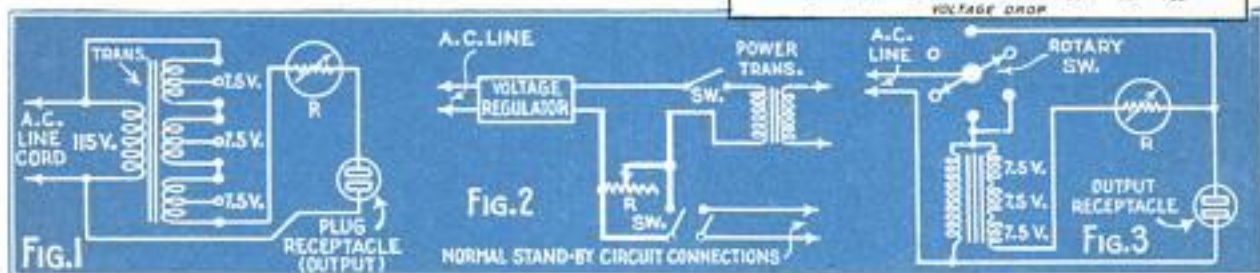 VOLTAGE DROP
TRANS.
7.5 V.
A.C.
LINE
CORD
115 V.
7.5 V.
7.5 V.
R
PLUG
RECEPTACLE
(OUTPUT)
FIG.1
A.C. LINE
VOLTAGE
REGULATOR
SW.
POWER
TRANS.
R
SW.
FIG.2
NORMAL STAND-BY CIRCUIT CONNECTIONS
A.C.
LINE
ROTARY
SW.
R
7.5 V.
7.5 V.
7.5 V.
OUTPUT
RECEPTACLE
FIG.3